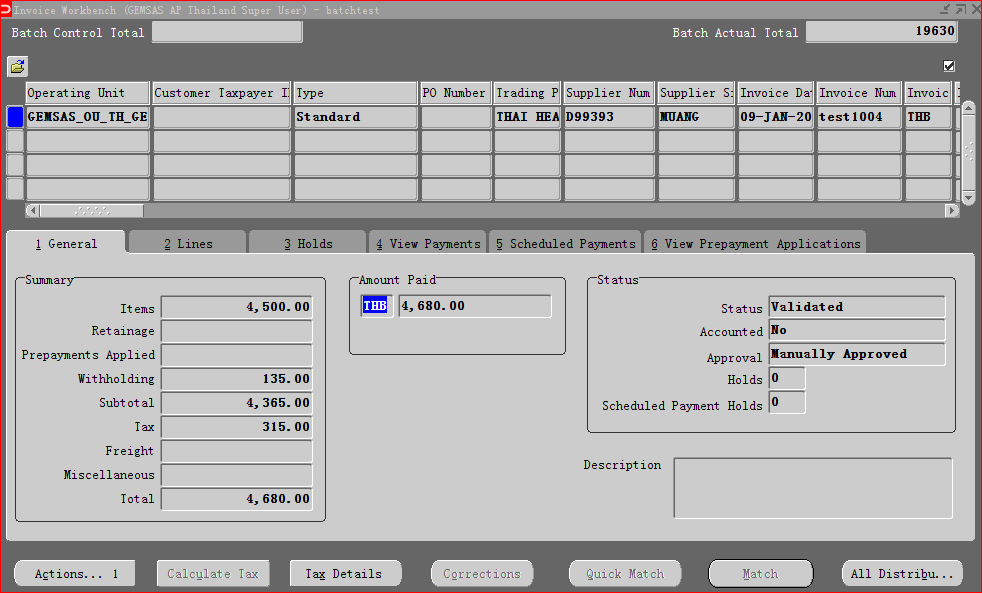 Invoice Workbench (GEMSAS AP Thailand Super User) - batchtest
Batch Control Total
Batch Actual Total 19630
Operating Unit Customer Taxpayer I Type PO Number Trading P Supplier Num Supplier Si Invoice Da Invoice Num Invoic
GEMSAS_OU_TH_GE Standard THAI HEA D99393 MUANG 09-JAN-20 test1004 THB
1 General 2 Lines 3 Holds 4 View Payments 5 Scheduled Payments 6 View Prepayment Applications
Summary
Items 4,500.00
Retainage
Prepayments Applied
Withholding 135.00
Subtotal 4,365.00
Tax 315.00
Freight
Miscellaneous
Total 4,680.00
Amount Paid
THB 4,680.00
Status
Status Validated
Accounted No
Approval Manually Approved
Holds 0
Scheduled Payment Holds 0
Description
Actions... 1 Calculate Tax Tax Details Corrections Quick Match Match All Distribu...